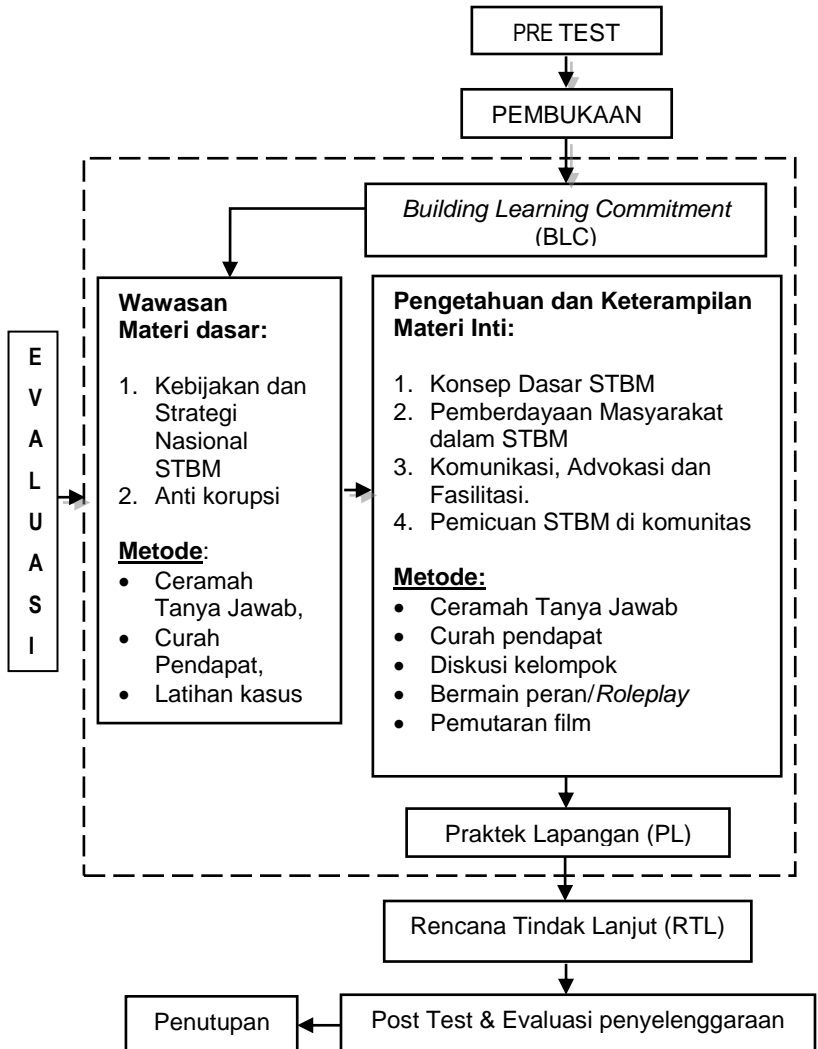 PRE TEST
PEMBUKAAN
Building Learning Commitment
(BLC)
E
V
A
L
U
A
S
I
Wawasan
Materi dasar:
1. Kebijakan dan
Strategi
Nasional
STBM
2. Anti korupsi
Metode:
• Ceramah
Tanya Jawab,
• Curah
Pendapat,
• Latihan kasus
Pengetahuan dan Keterampilan
Materi Inti:
1. Konsep Dasar STBM
2. Pemberdayaan Masyarakat
dalam STBM
3. Komunikasi, Advokasi dan
Fasilitasi.
4. Pemicuan STBM di komunitas
Metode:
• Ceramah Tanya Jawab
• Curah pendapat
• Diskusi kelompok
• Bermain peran/Roleplay
• Pemutaran film
Praktek Lapangan (PL)
Rencana Tindak Lanjut (RTL)
Post Test & Evaluasi penyelenggaraan
Penutupan